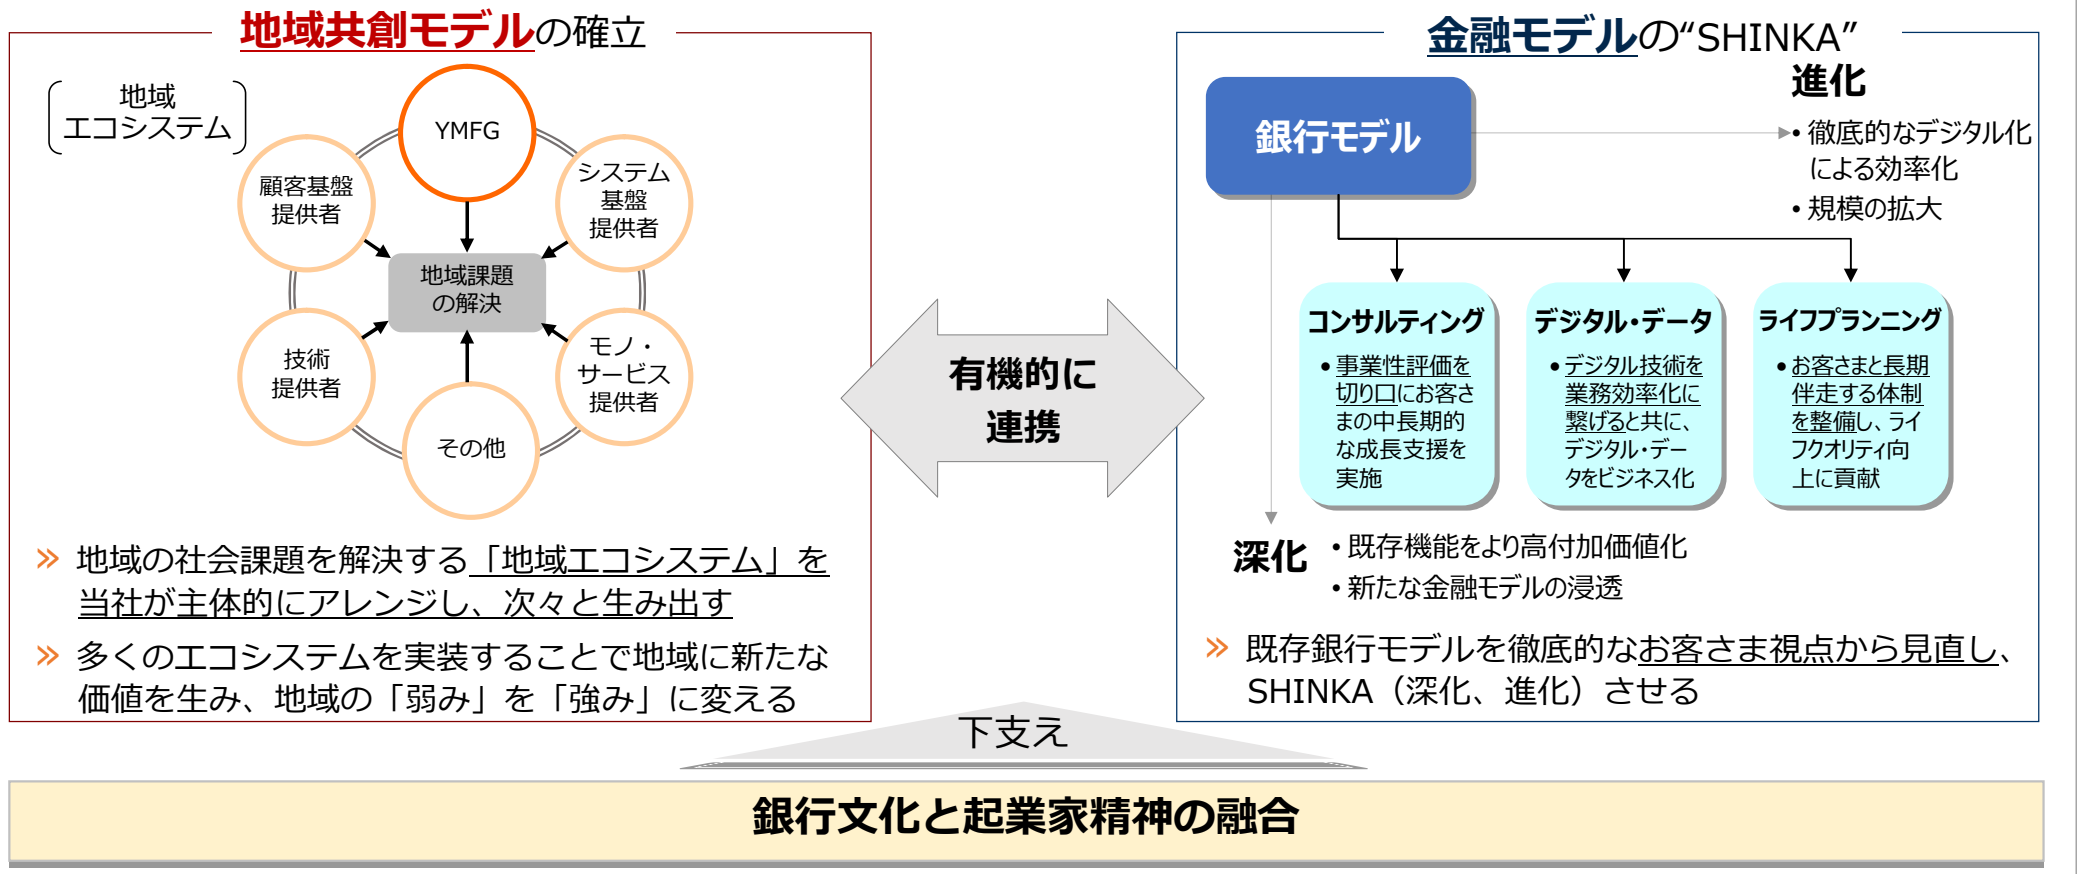 地域共創モデルの確立
地域
エコシステム
YMFG
顧客基盤
提供者
システム
基盤
提供者
地域課題
の解決
技術
提供者
モノ・
サービス
提供者
その他
» 地域の社会課題を解決する「地域エコシステム」を
当社が主体的にアレンジし、次々と生み出す
» 多くのエコシステムを実装することで地域に新たな
価値を生み、地域の「弱み」を「強み」に変える
有機的に
連携
金融モデルの“SHINKA”
銀行モデル
進化
• 徹底的なデジタル化
による効率化
• 規模の拡大
コンサルティング
• 事業性評価を
切り口にお客さ
まの中長期的
な成長支援を
実施
デジタル・データ
• デジタル技術を
業務効率化に
繋げると共に、
デジタル・デー
タをビジネス化
ライフプランニング
• お客さまと長期
伴走する体制
を整備し、ライ
フクオリティ向
上に貢献
深化
• 既存機能をより高付加価値化
• 新たな金融モデルの浸透
» 既存銀行モデルを徹底的なお客さま視点から見直し、
SHINKA（深化、進化）させる
下支え
銀行文化と起業家精神の融合